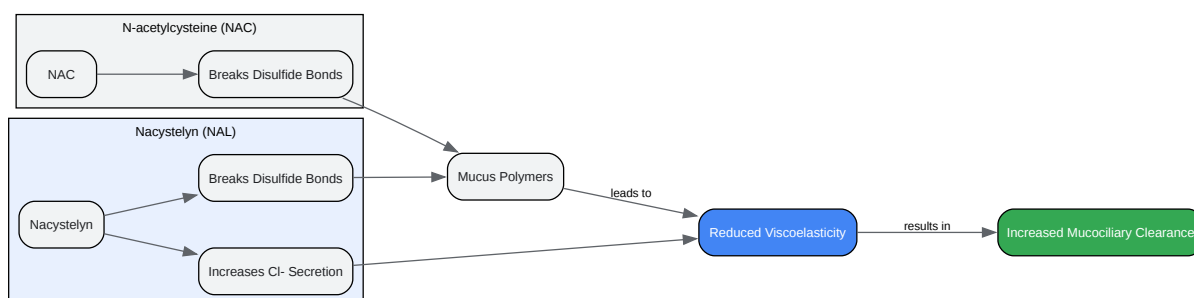 N-acetylcysteine (NAC)
NAC
Breaks Disulfide Bonds
Nacystelyn (NAL)
Nacystelyn
Breaks Disulfide Bonds
Increases Cl- Secretion
Mucus Polymers
leads to
Reduced Viscoelasticity
results in
Increased Mucociliary Clearance